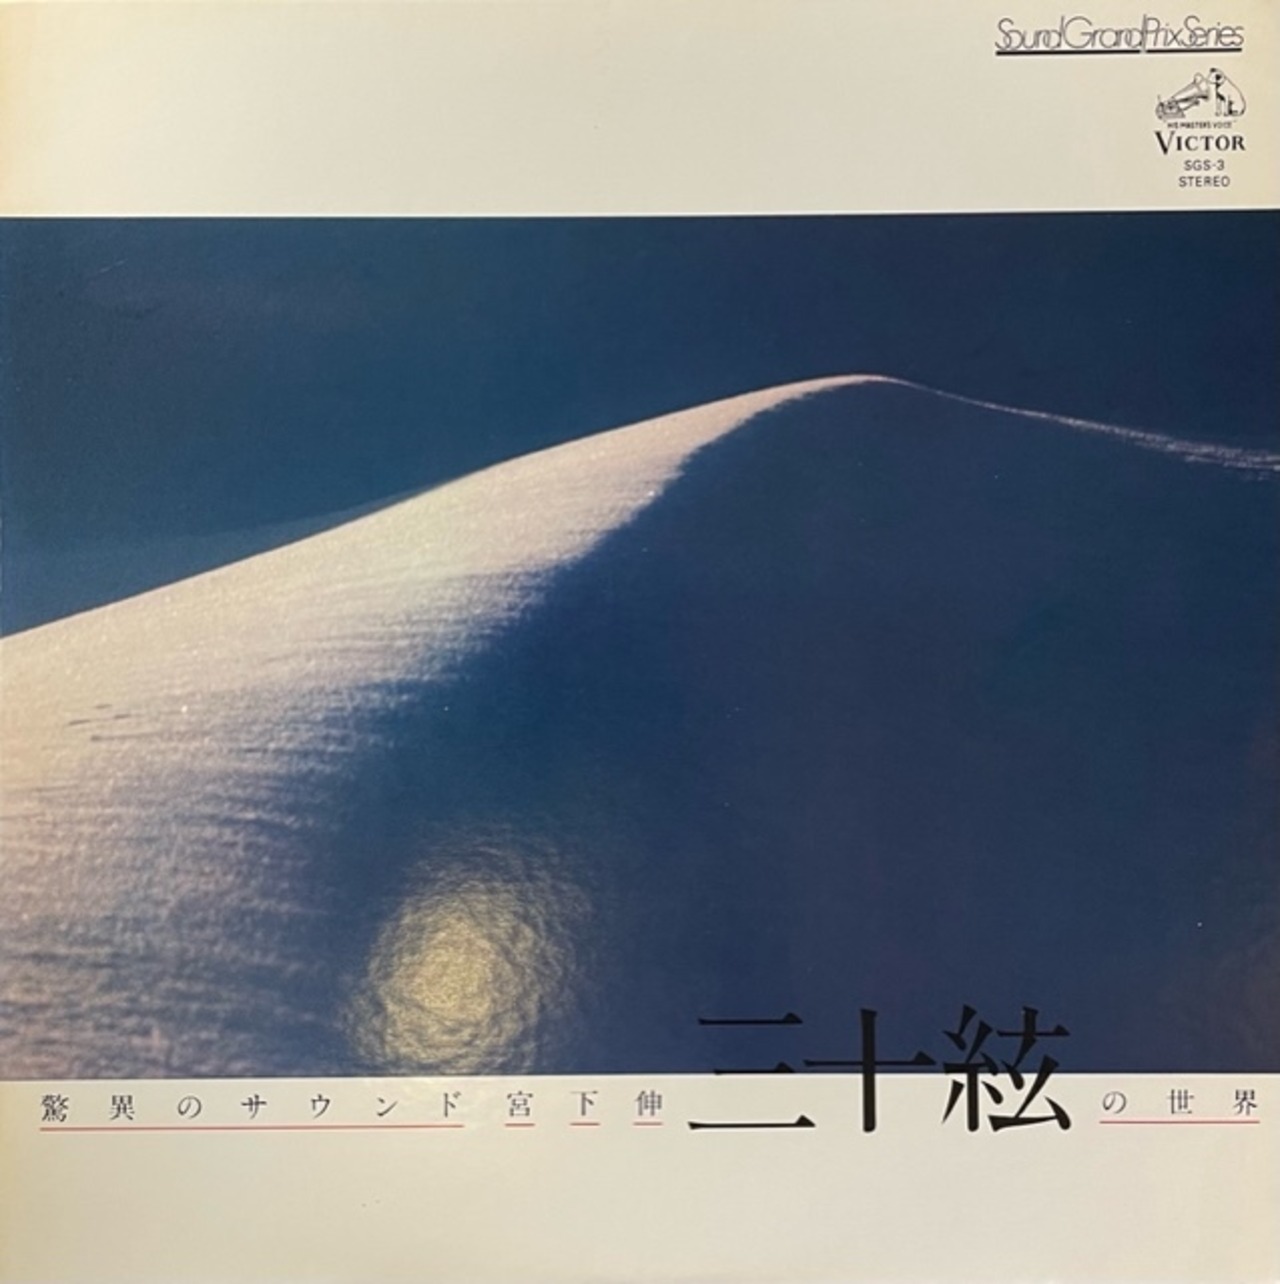 Sound Grand Prix Series
"HIS MASTER'S VOICE"
VICTOR
SGS-3
STEREO
驚異のサウンド 宮下伸 三十絃の世界